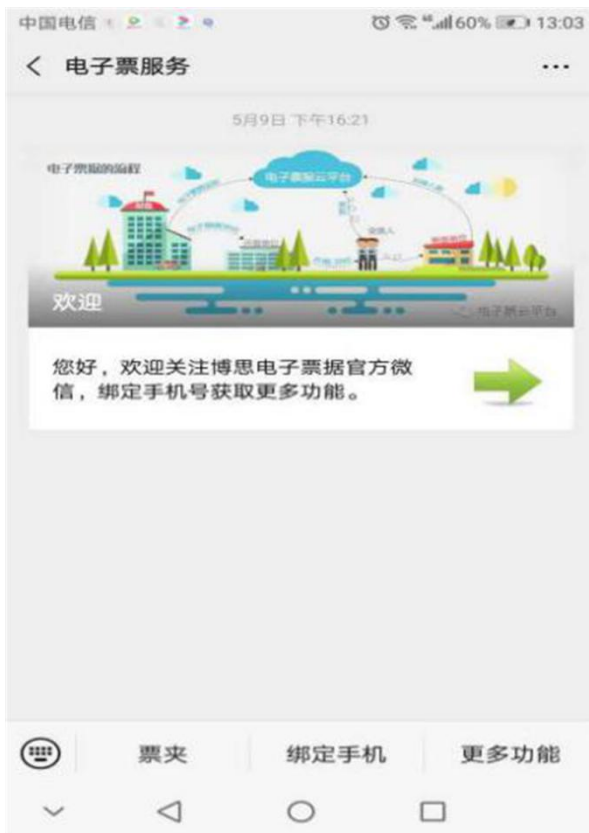 中国电信 60% 13:03
电子票服务
5月9日 下午16:21
电子票据的流程
电子票据云平台
欢迎
电子票云平台
您好，欢迎关注博思电子票据官方微
信，绑定手机号获取更多功能。
票夹 绑定手机 更多功能